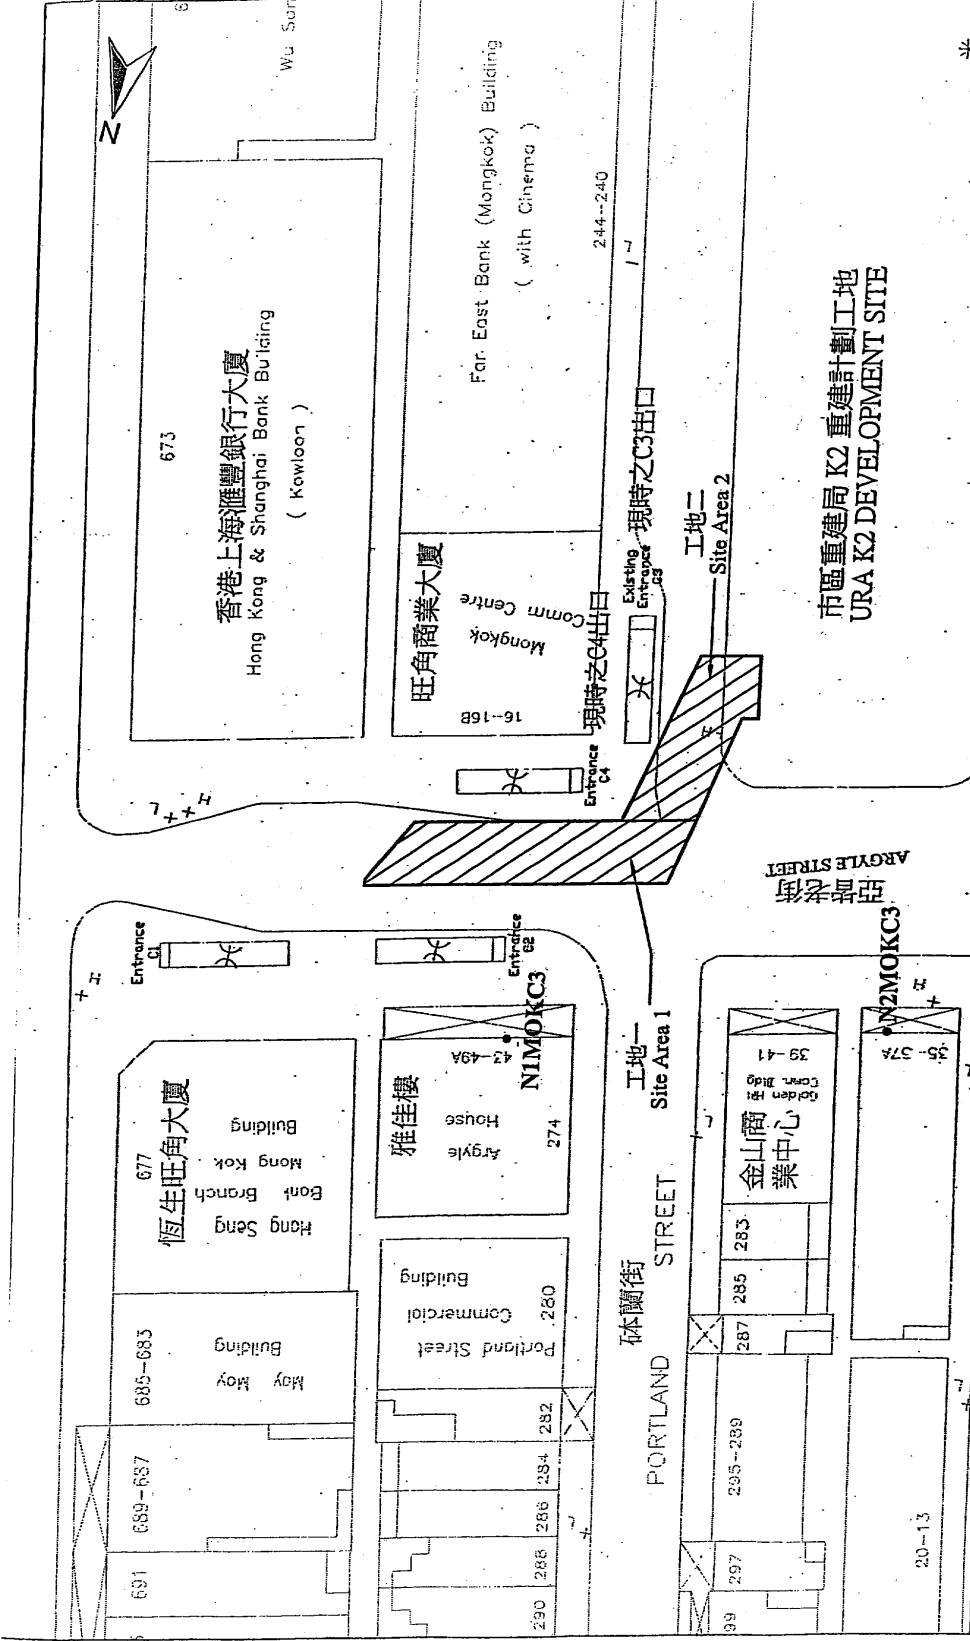 N
Wu San
673
香港上海滙豐銀行大廈
Hong Kong & Shanghai Bank Building
( Kowloon )
Far East Bank (Mongkok) Building
( with Cinema )
244--240
旺角商業大廈
Mongkok
Comm Centre
16--16B
現時之C4出口
Entrance
C4
現時之C3出口
Existing
Entrance
C3
工地二
Site Area 2
市區重建局 K2 重建計劃工地
URA K2 DEVELOPMENT SITE
L
H
H
亞皆老街
ARGYLE STREET
Entrance
C1
Entrance
C2
H
N1MOKC3
43-49A
雅佳樓
Argyle
House
274
工地一
Site Area 1
N2MOKC3
H
35--37A
39-41
Golden Hill
Comm Bldg
金山商
業中心
677
恆生旺角大廈
Hang Seng
Bank Branch
Mong Kok
Building
685-683
May May
Building
689-687
691
280
Portland Street
Commercial
Building
282
284
286
288
290
砵蘭街
PORTLAND STREET
283
285
287
295-289
297
99
20-13